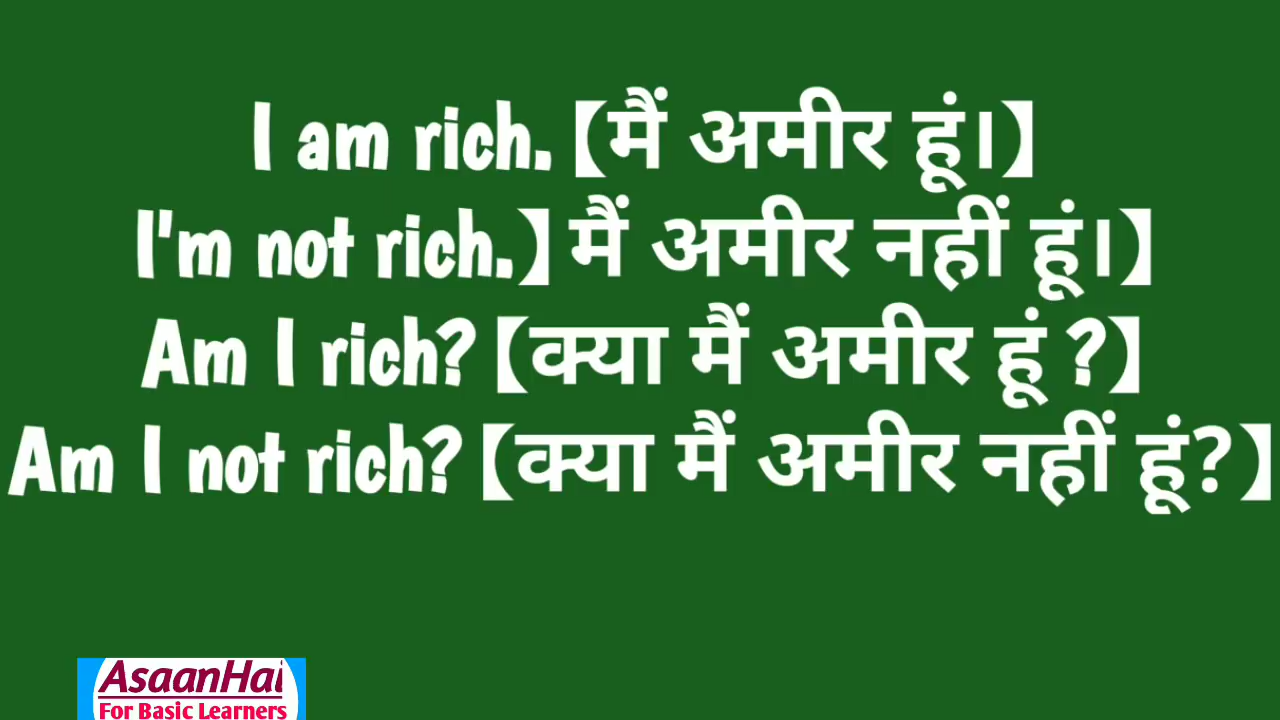 I am rich.【मैं अमीर हूं।】
I'm not rich.】मैं अमीर नहीं हूं।】
Am I rich?【क्या मैं अमीर हूं ?】
Am I not rich?【क्या मैं अमीर नहीं हूं?】
AsaanHai
For Basic Learners